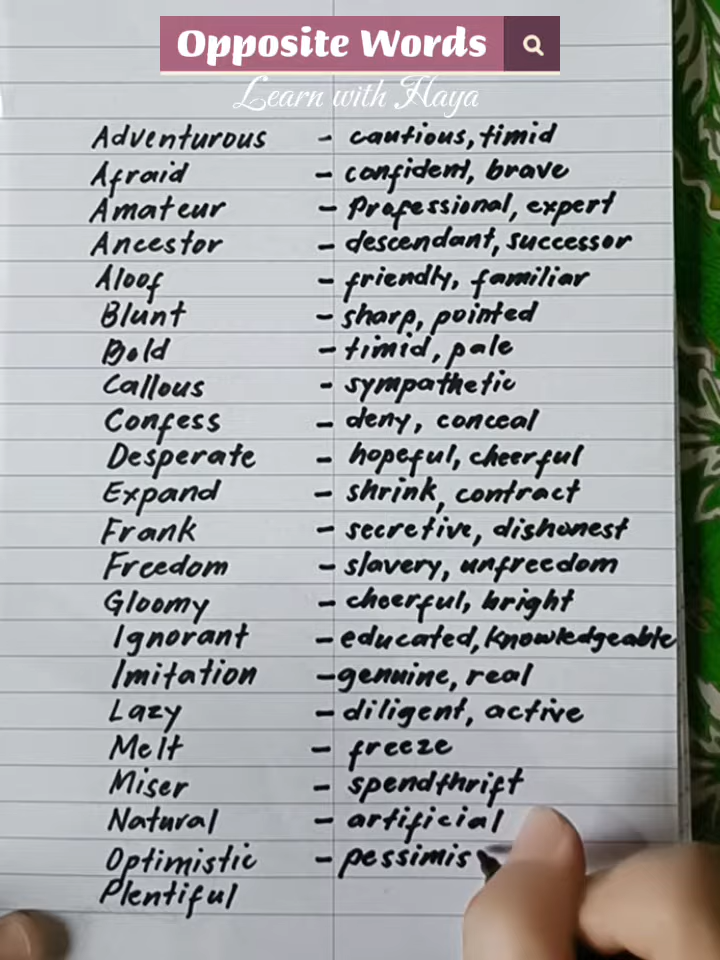 Opposite Words
Learn with Haya
Adventurous - cautious, timid
Afraid - confident, brave
Amateur - Professional, expert
Ancestor - descendant, successor
Aloof - friendly, familiar
Blunt - sharp, pointed
Bold - timid, pale
Callous - sympathetic
Confess - deny, conceal
Desperate - hopeful, cheerful
Expand - shrink, contract
Frank - secretive, dishonest
Freedom - slavery, unfreedom
Gloomy - cheerful, bright
Ignorant - educated, knowledgeable
Imitation - genuine, real
Lazy - diligent, active
Melt - freeze
Miser - spendthrift
Natural - artificial
Optimistic - pessimis
Plentiful